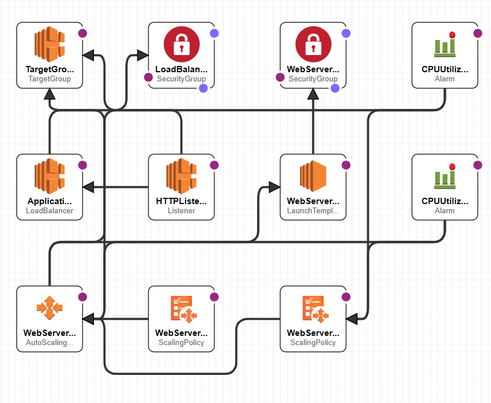 TargetGro...
TargetGroup
LoadBalan...
SecurityGroup
WebServer...
SecurityGroup
CPUUtiliz...
Alarm
Applicati...
LoadBalancer
HTTPListe...
Listener
WebServer...
LaunchTempl...
CPUUtiliz...
Alarm
WebServer...
AutoScaling...
WebServer...
ScalingPolicy
WebServer...
ScalingPolicy